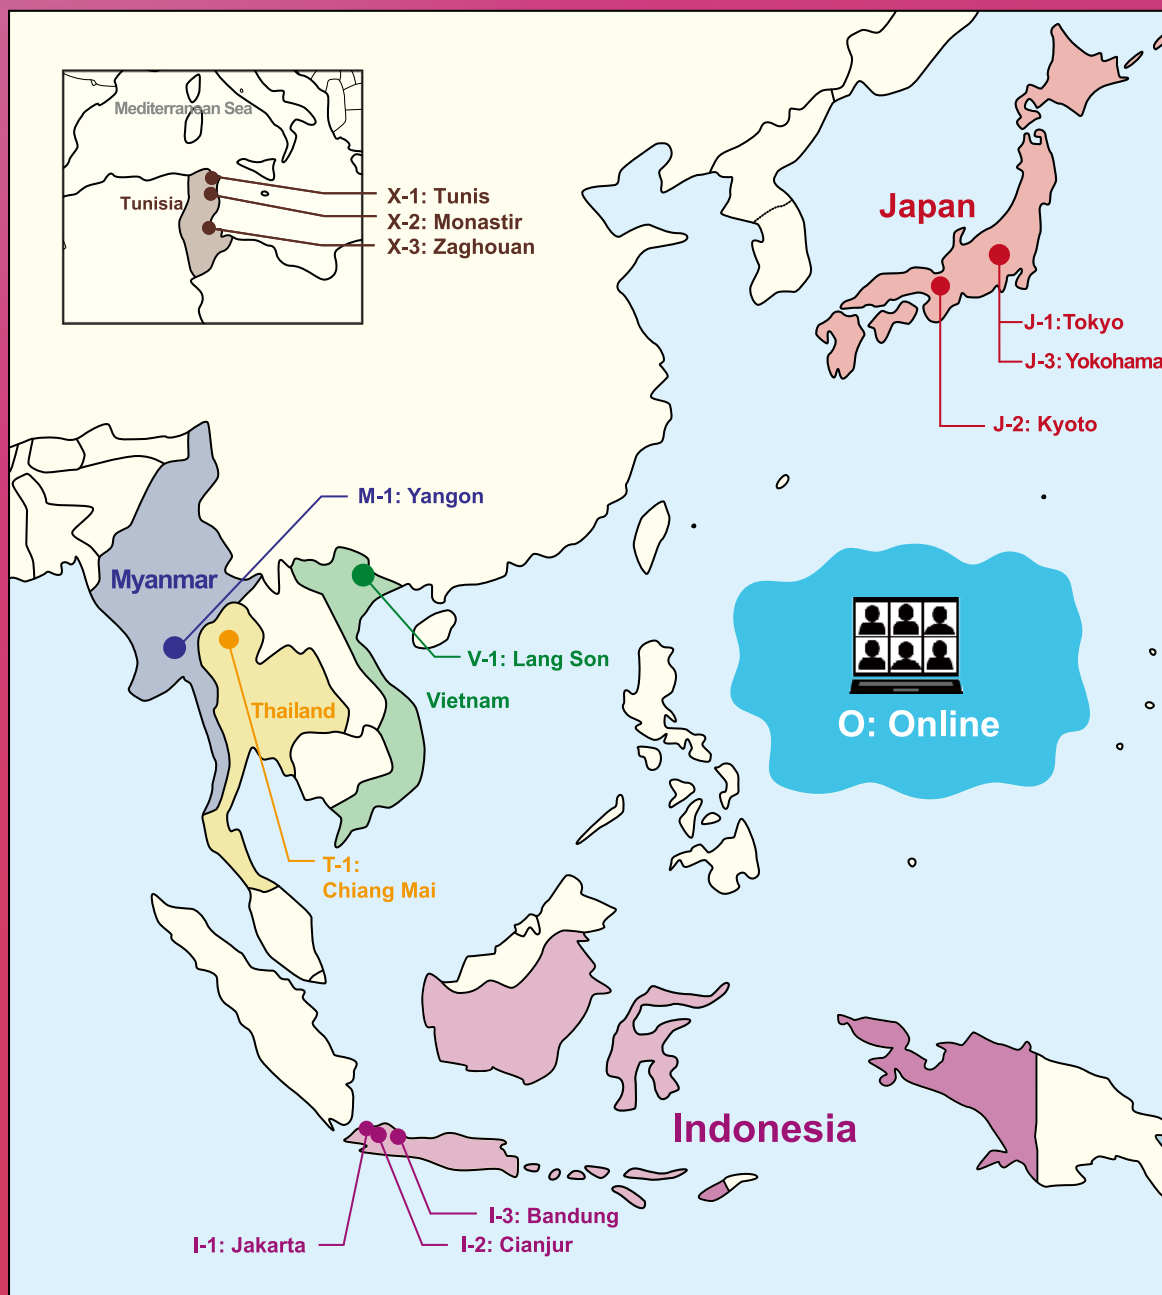 Mediterranean Sea
Tunisia
X-1: Tunis
X-2: Monastir
X-3: Zaghouan
Japan
J-1:Tokyo
J-3: Yokohama
J-2: Kyoto
M-1: Yangon
Myanmar
V-1: Lang Son
Vietnam
Thailand
O: Online
T-1:
Chiang Mai
Indonesia
I-3: Bandung
I-1: Jakarta
I-2: Cianjur